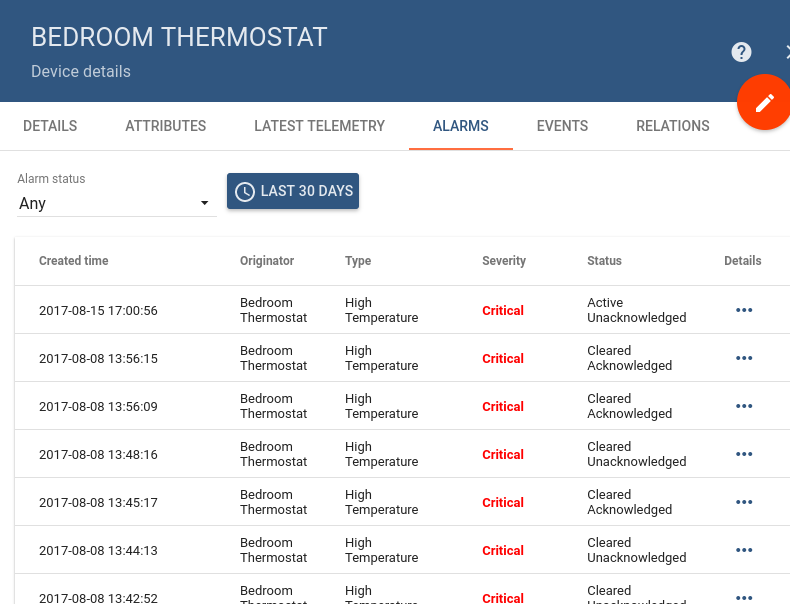 BEDROOM THERMOSTAT
Device details
?
DETAILS ATTRIBUTES LATEST TELEMETRY ALARMS EVENTS RELATIONS
Alarm status
Any
LAST 30 DAYS
Created time Originator Type Severity Status Details
2017-08-15 17:00:56 Bedroom Thermostat High Temperature Critical Active Unacknowledged •••
2017-08-08 13:56:15 Bedroom Thermostat High Temperature Critical Cleared Acknowledged •••
2017-08-08 13:56:09 Bedroom Thermostat High Temperature Critical Cleared Acknowledged •••
2017-08-08 13:48:16 Bedroom Thermostat High Temperature Critical Cleared Unacknowledged •••
2017-08-08 13:45:17 Bedroom Thermostat High Temperature Critical Cleared Acknowledged •••
2017-08-08 13:44:13 Bedroom Thermostat High Temperature Critical Cleared Unacknowledged •••
2017-08-08 13:42:52 Bedroom Thermostat High Temperature Critical Cleared •••